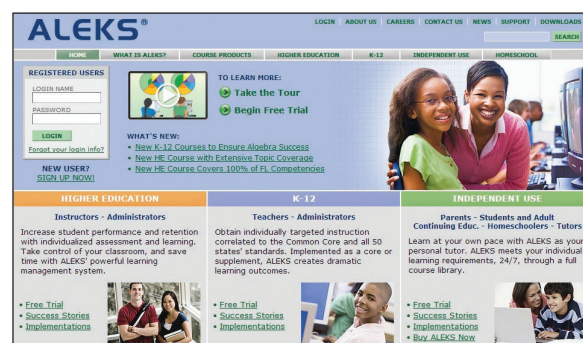 ALEKS®
LOGIN | ABOUT US | CAREERS | CONTACT US | NEWS | SUPPORT | DOWNLOADS
SEARCH
HOME | WHAT IS ALEKS? | COURSE PRODUCTS | HIGHER EDUCATION | K-12 | INDEPENDENT USE | HOMESCHOOL
REGISTERED USERS
LOGIN NAME
PASSWORD
LOGIN
Forgot your login info?
NEW USER?
SIGN UP NOW!
TO LEARN MORE:
Take the Tour
Begin Free Trial
WHAT'S NEW:
• New K-12 Courses to Ensure Algebra Success
• New HE Course with Extensive Topic Coverage
• New HE Course Covers 100% of FL Competencies
HIGHER EDUCATION
Instructors - Administrators
Increase student performance and retention
with individualized assessment and learning.
Take control of your classroom, and save
time with ALEKS' powerful learning
management system.
• Free Trial
• Success Stories
• Implementations
K-12
Teachers - Administrators
Obtain individually targeted instruction
correlated to the Common Core and all 50
states' standards. Implemented as a core or
supplement, ALEKS creates dramatic
learning outcomes.
• Free Trial
• Success Stories
• Implementations
INDEPENDENT USE
Parents - Students and Adult
Continuing Educ. - Homeschoolers - Tutors
Learn at your own pace with ALEKS as your
personal tutor. ALEKS meets your individual
learning requirements, 24/7, through a full
course library.
• Free Trial
• Success Stories
• Implementations
• Buy ALEKS Now